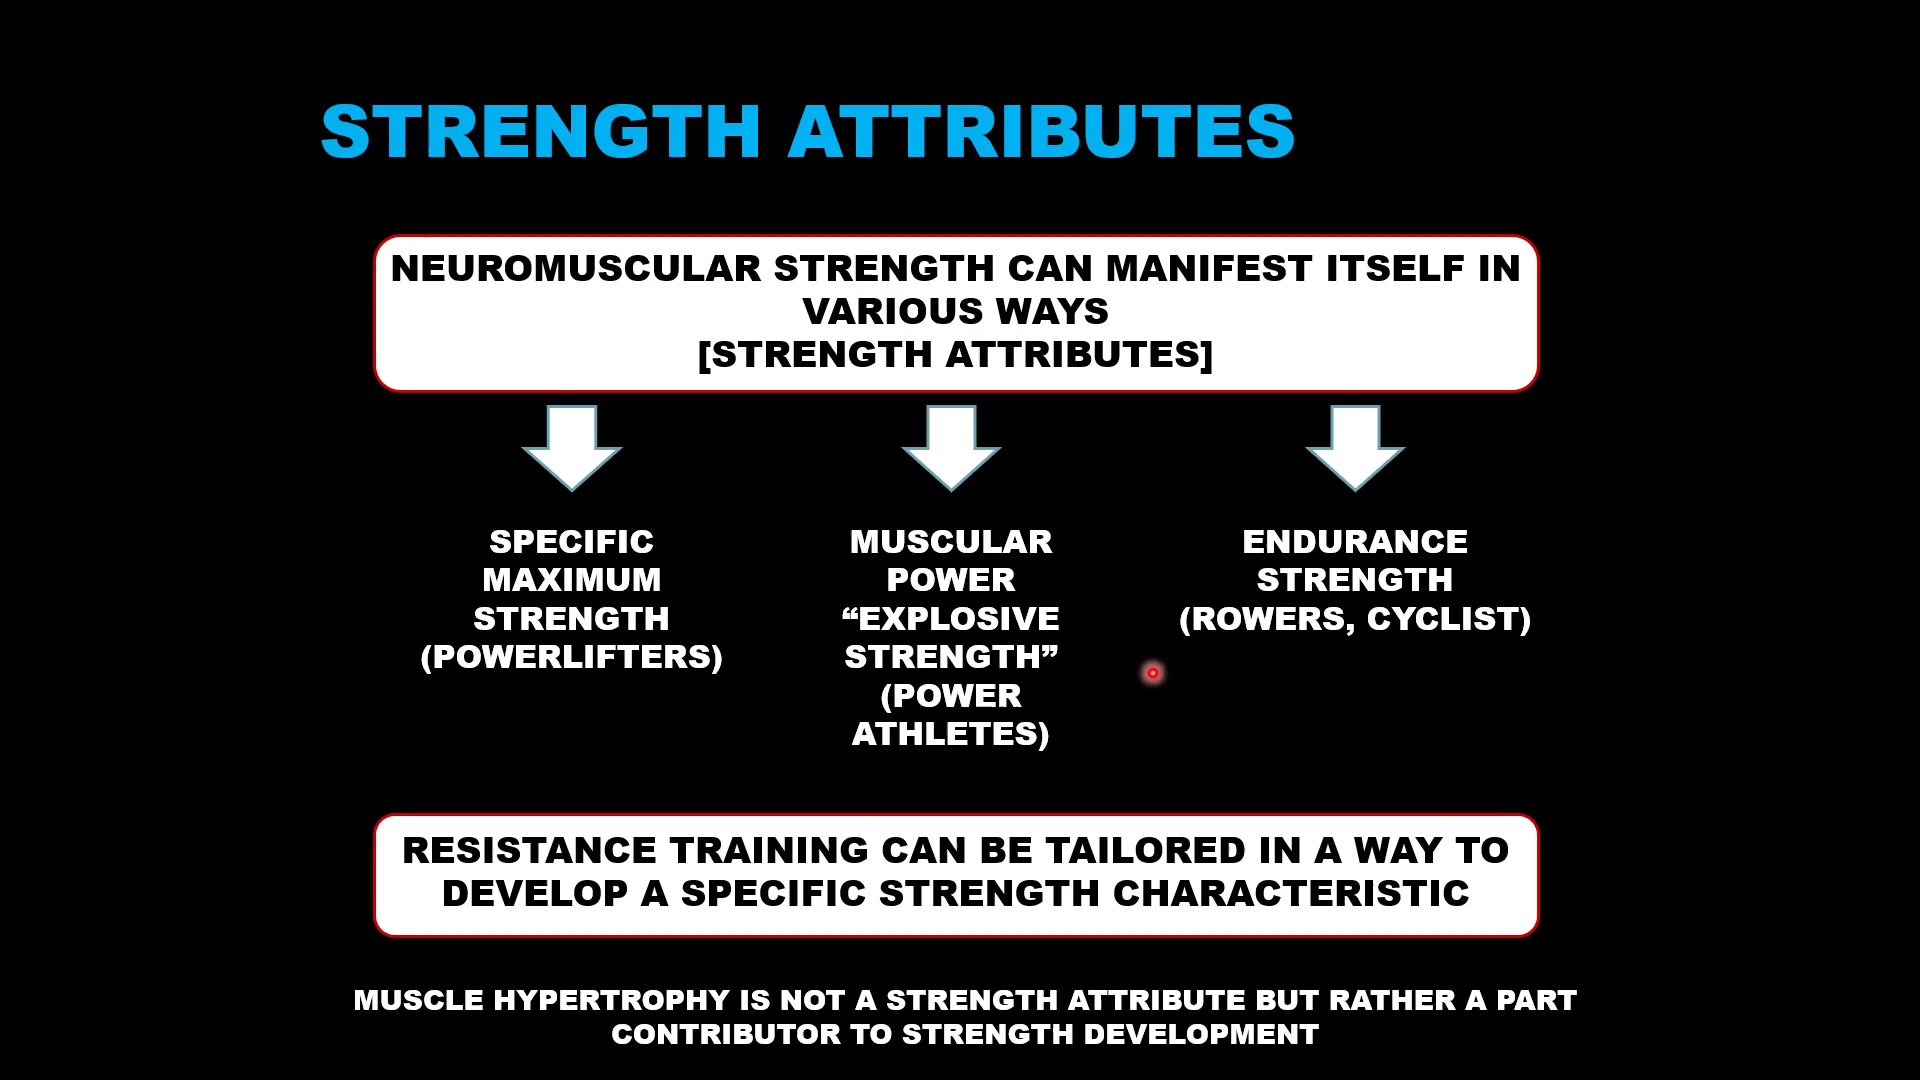 STRENGTH ATTRIBUTES
NEUROMUSCULAR STRENGTH CAN MANIFEST ITSELF IN
VARIOUS WAYS
[STRENGTH ATTRIBUTES]
SPECIFIC
MAXIMUM
STRENGTH
(POWERLIFTERS)
MUSCULAR
POWER
“EXPLOSIVE
STRENGTH”
(POWER
ATHLETES)
ENDURANCE
STRENGTH
(ROWERS, CYCLIST)
RESISTANCE TRAINING CAN BE TAILORED IN A WAY TO
DEVELOP A SPECIFIC STRENGTH CHARACTERISTIC
MUSCLE HYPERTROPHY IS NOT A STRENGTH ATTRIBUTE BUT RATHER A PART
CONTRIBUTOR TO STRENGTH DEVELOPMENT